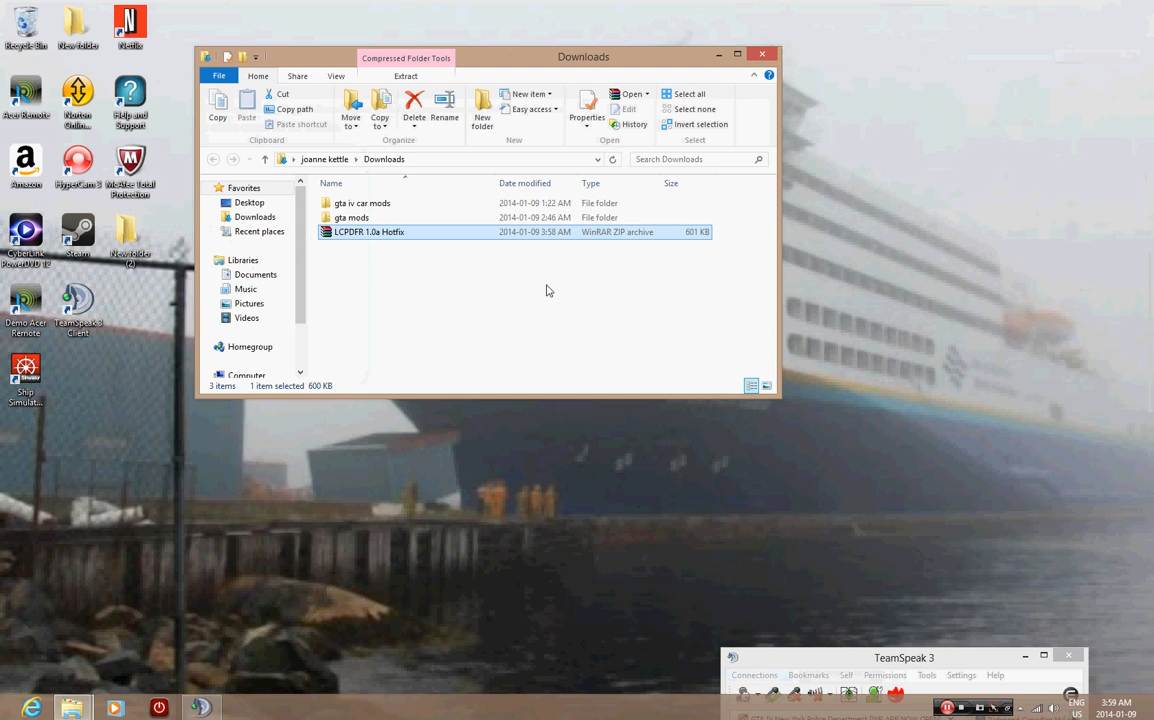 Recycle Bin
New folder
Netflix
Acer Remote
Norton Onlin...
Help and Support
Amazon
HyperCam 3
McAfee Total Protection
CyberLink PowerDVD 12
Steam
New folder (2)
Demo Acer Remote
TeamSpeak 3 Client
Ship Simulat...
Compressed Folder Tools
Downloads
File
Home
Share
View
Extract
Copy
Paste
Cut
Copy path
Paste shortcut
Clipboard
Move to
Copy to
Delete
Rename
Organize
New folder
New item
Easy access
New
Properties
Open
Edit
History
Open
Select all
Select none
Invert selection
Select
joanne kettle
Downloads
Search Downloads
Favorites
Desktop
Downloads
Recent places
Libraries
Documents
Music
Pictures
Videos
Homegroup
Computer
Name
Date modified
Type
Size
gta iv car mods 2014-01-09 1:22 AM File folder
gta mods 2014-01-09 2:46 AM File folder
LCPDFR 1.0a Hotfix 2014-01-09 3:58 AM WinRAR ZIP archive 601 KB
3 items 1 item selected 600 KB
TeamSpeak 3
Connections Bookmarks Self Permissions Tools Settings Help
ENG
US
3:59 AM
2014-01-09